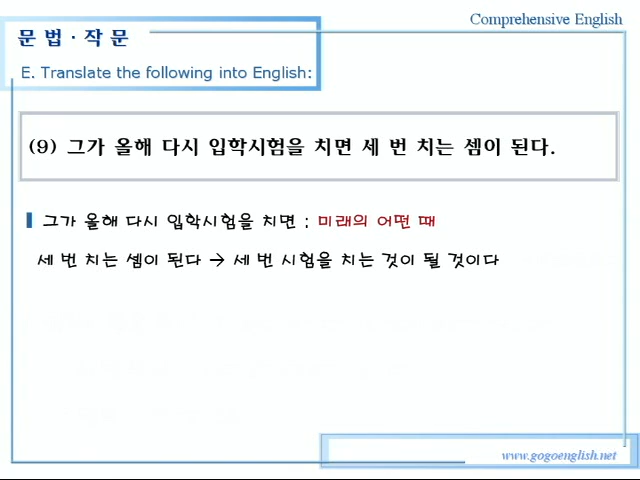 Comprehensive English
문 법 · 작 문
E. Translate the following into English:
(9) 그가 올해 다시 입학시험을 치면 세 번 치는 셈이 된다.
그가 올해 다시 입학시험을 치면 : 미래의 어떤 때
세 번 치는 셈이 된다 → 세 번 시험을 치는 것이 될 것이다
www.gogoenglish.net